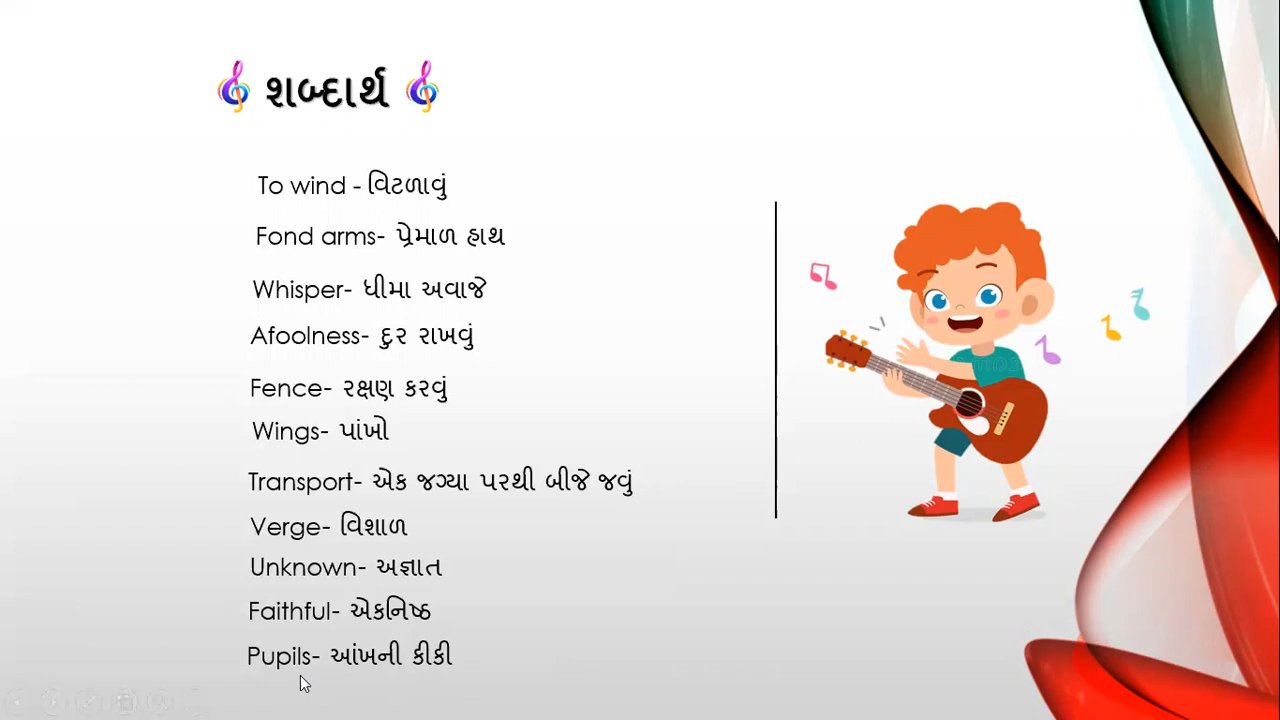 શબ્દાર્થ
To wind - વિટળાવું
Fond arms- પ્રેમાળ હાથ
Whisper- ધીમા અવાજે
Afoolness- દુર રાખવું
Fence- રક્ષણ કરવું
Wings- પાંખો
Transport- એક જગ્યા પરથી બીજે જવું
Verge- વિશાળ
Unknown- અજ્ઞાત
Faithful- એકનિષ્ઠ
Pupils- આંખની કીકી